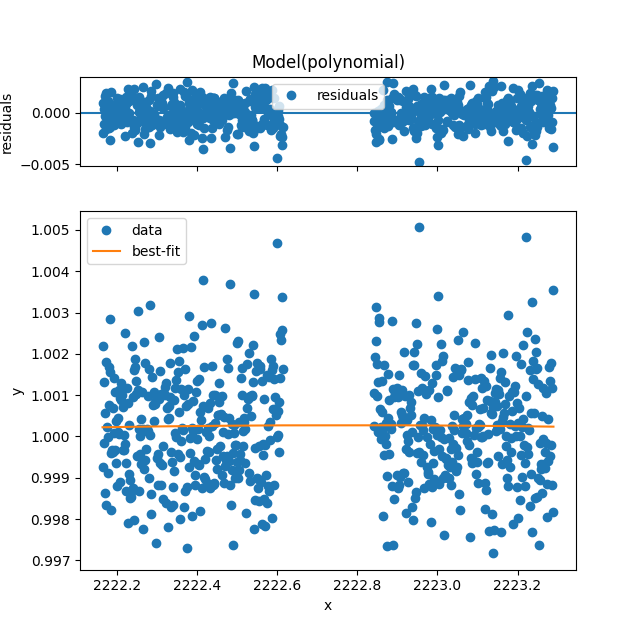 Model(polynomial)
residuals
0.000
−0.005
residuals
data
best-fit
1.005
1.004
1.003
1.002
1.001
1.000
0.999
0.998
0.997
y
2222.2 2222.4 2222.6 2222.8 2223.0 2223.2
x